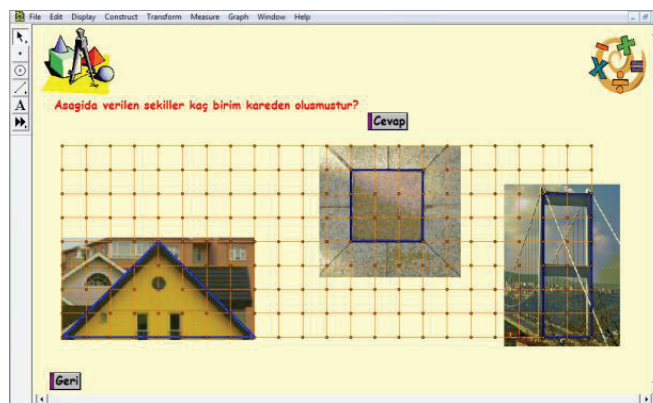 File Edit Display Construct Transform Measure Graph Window Help
A
Asagida verilen sekiller kaç birim kareden olusmustur?
Cevap
Geri